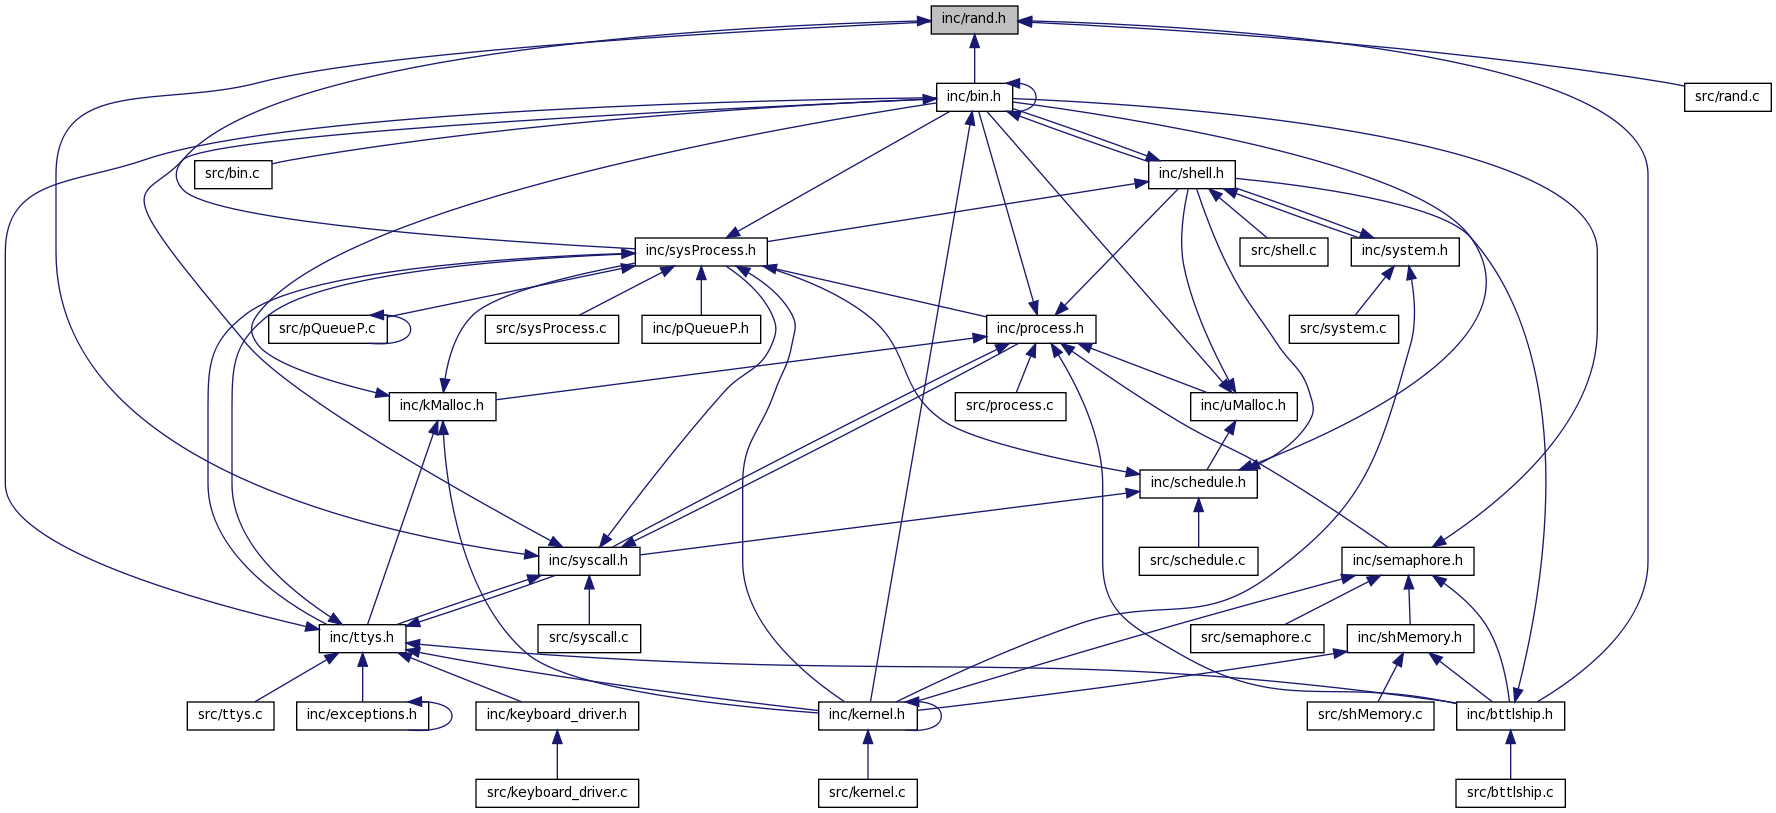 inc/rand.h
inc/bin.h
src/rand.c
src/bin.c
inc/shell.h
inc/sysProcess.h
src/shell.c
inc/system.h
src/pQueueP.c
src/sysProcess.c
inc/pQueueP.h
inc/process.h
src/system.c
inc/kMalloc.h
src/process.c
inc/uMalloc.h
inc/schedule.h
inc/syscall.h
src/schedule.c
inc/semaphore.h
inc/ttys.h
src/syscall.c
src/semaphore.c
inc/shMemory.h
src/ttys.c
inc/exceptions.h
inc/keyboard_driver.h
inc/kernel.h
src/shMemory.c
inc/bttlship.h
src/keyboard_driver.c
src/kernel.c
src/bttlship.c